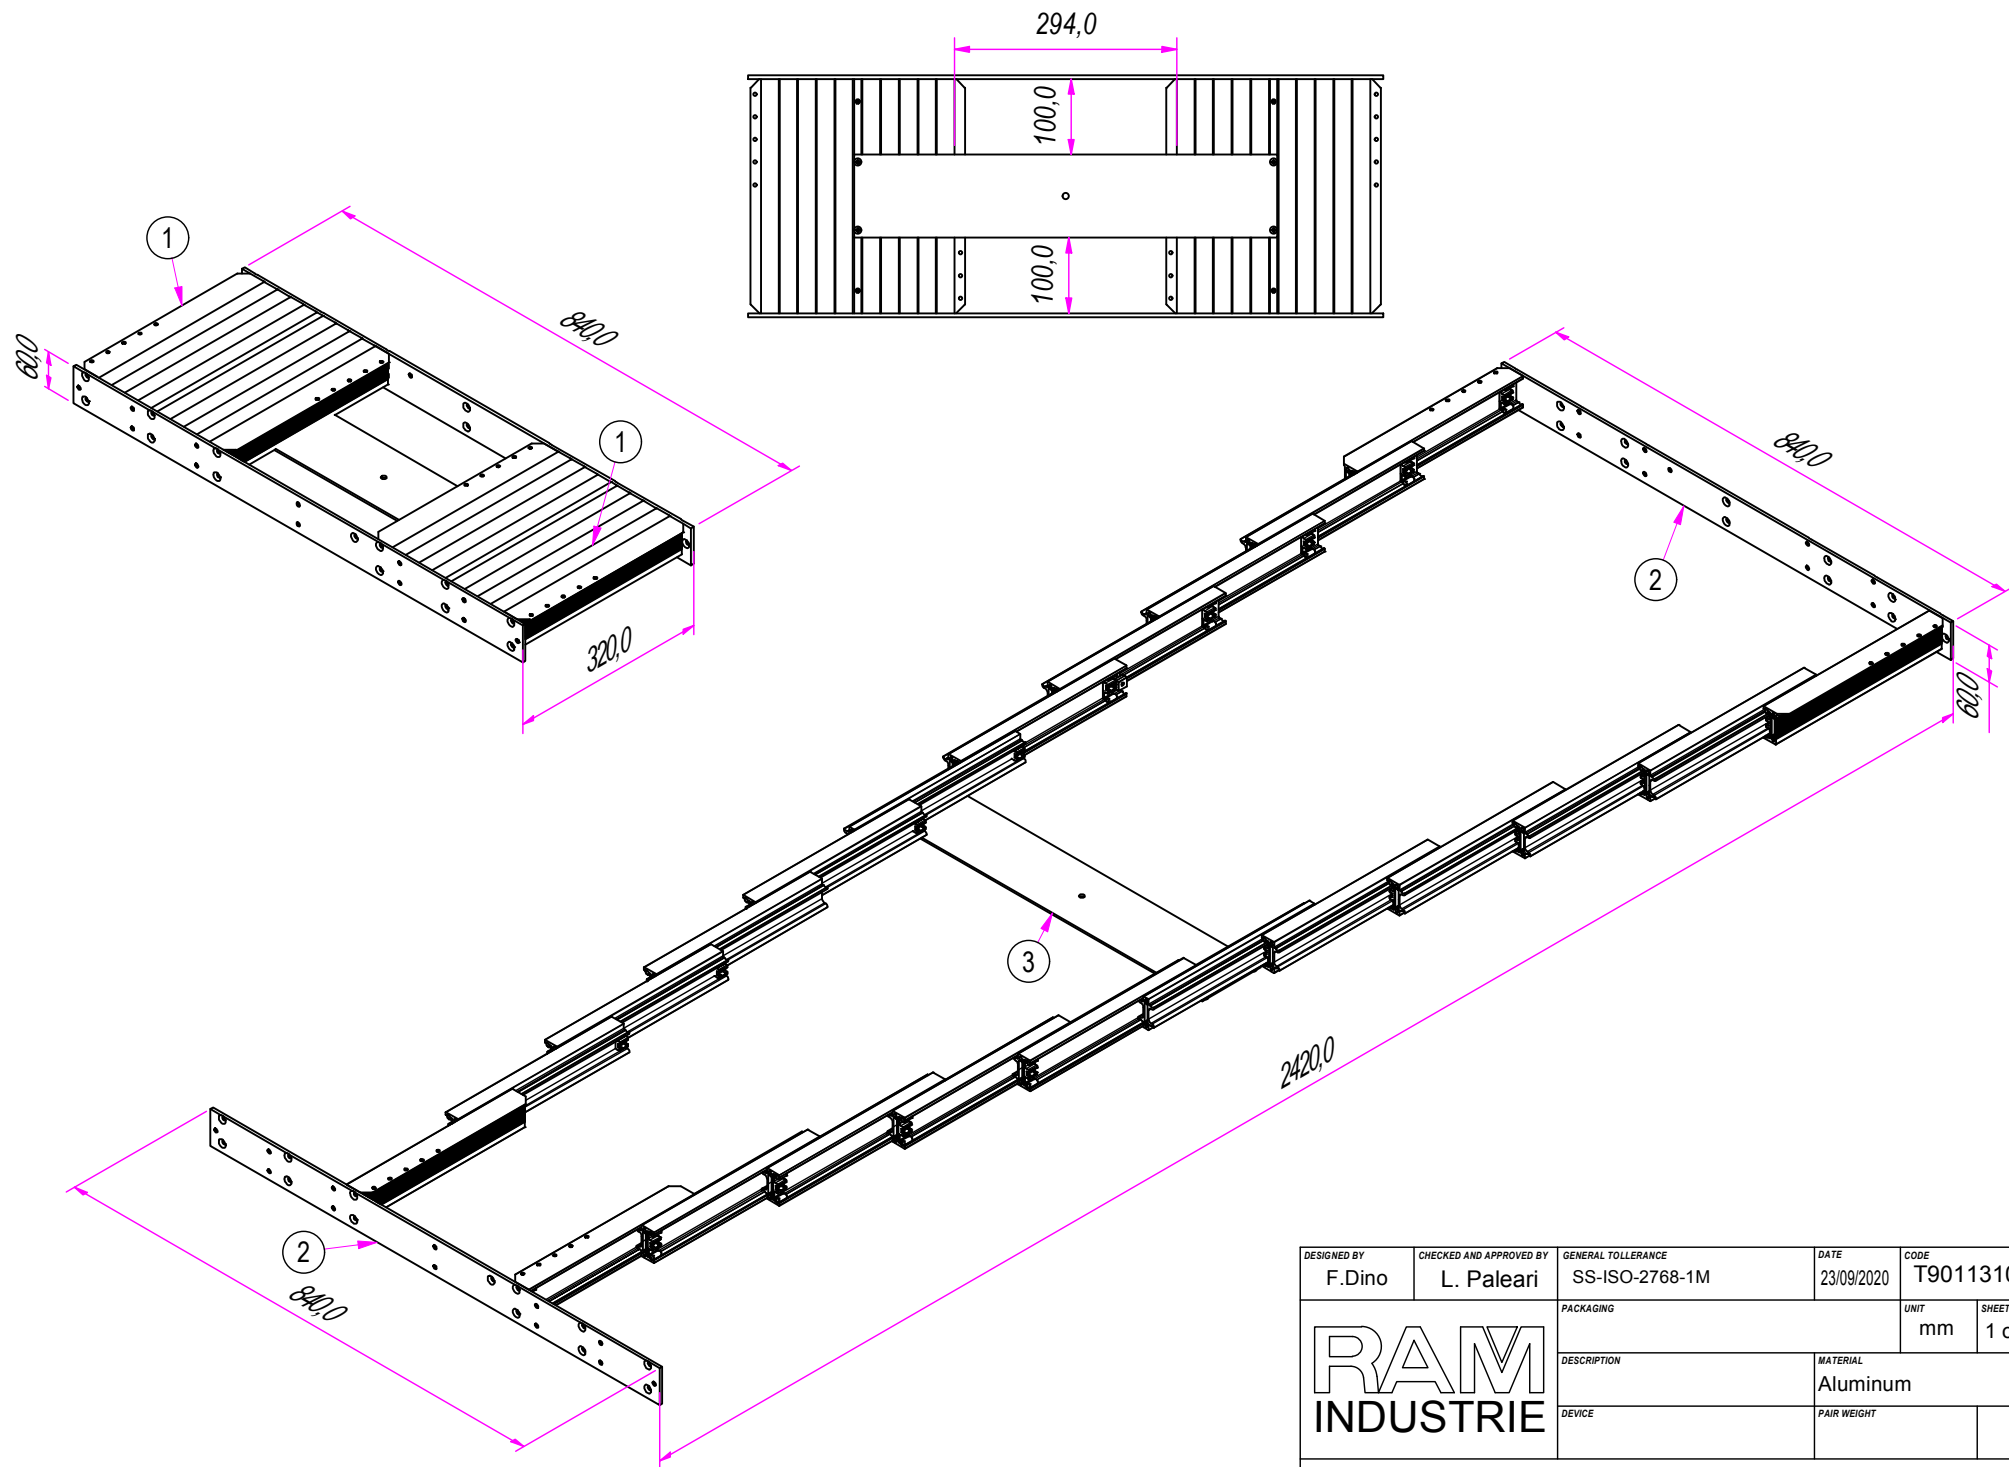 294,0
100,0
100,0
1
840,0
60,0
1
320,0
840,0
2
60,0
3
2420,0
2
840,0
DESIGNED BY
F.Dino
CHECKED AND APPROVED BY
L. Paleari
GENERAL TOLLERANCE
SS-ISO-2768-1M
DATE
23/09/2020
CODE
T9011310
PACKAGING
UNIT
mm
SHEET
1 o
DESCRIPTION
MATERIAL
Aluminum
DEVICE
PAIR WEIGHT
RAM
INDUSTRIE